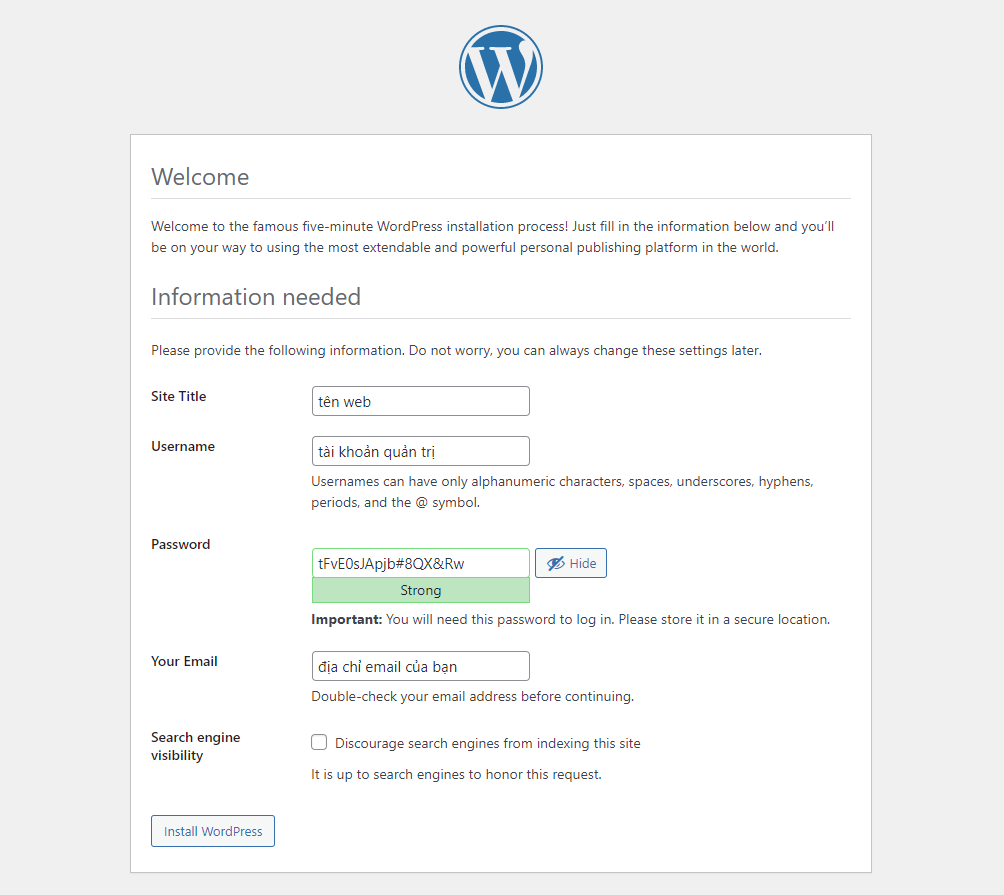 Welcome
Welcome to the famous five-minute WordPress installation process! Just fill in the information below and you’ll
be on your way to using the most extendable and powerful personal publishing platform in the world.
Information needed
Please provide the following information. Do not worry, you can always change these settings later.
Site Title
tên web
Username
tài khoản quản trị
Usernames can have only alphanumeric characters, spaces, underscores, hyphens,
periods, and the @ symbol.
Password
tFvE0sJApjb#8QX&Rw
Hide
Strong
Important: You will need this password to log in. Please store it in a secure location.
Your Email
địa chỉ email của bạn
Double-check your email address before continuing.
Search engine
visibility
Discourage search engines from indexing this site
It is up to search engines to honor this request.
Install WordPress